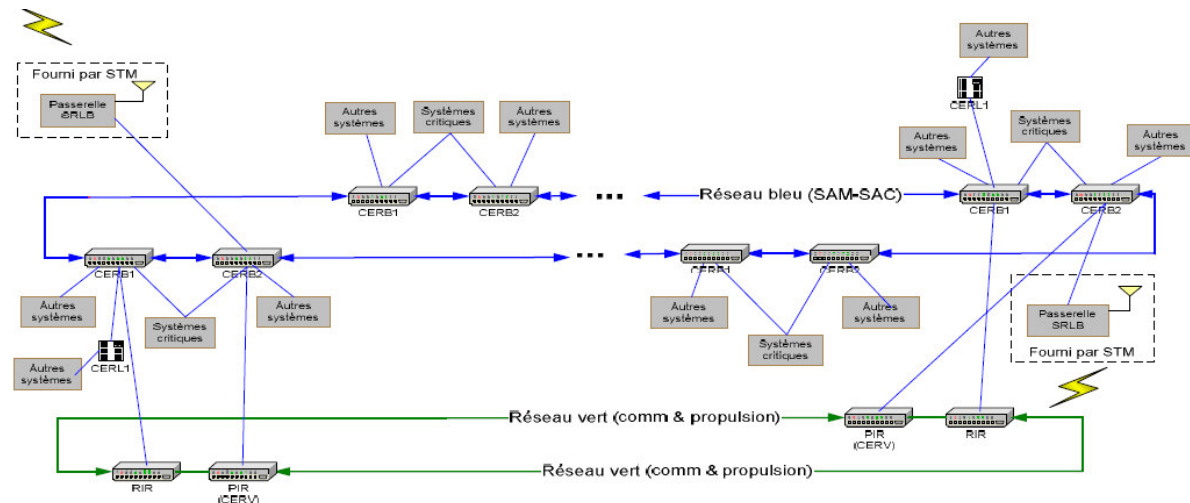 Fourni par STM
Passerelle
SRLB
Autres
systèmes
Systèmes
critiques
Autres
systèmes
CERB1
CERB2
...
Réseau bleu (SAM-SAC)
Autres
systèmes
CERL1
Autres
systèmes
Systèmes
critiques
Autres
systèmes
CERB1
CERB2
CERB1
CERB2
Autres
systèmes
Systèmes
critiques
Autres
systèmes
Autres
systèmes
CERL1
...
CERB1
CERB2
Autres
systèmes
Systèmes
critiques
Autres
systèmes
Passerelle
SRLB
Fourni par STM
Réseau vert (comm & propulsion)
PIR
(CERV)
RIR
Réseau vert (comm & propulsion)
RIR
PIR
(CERV)